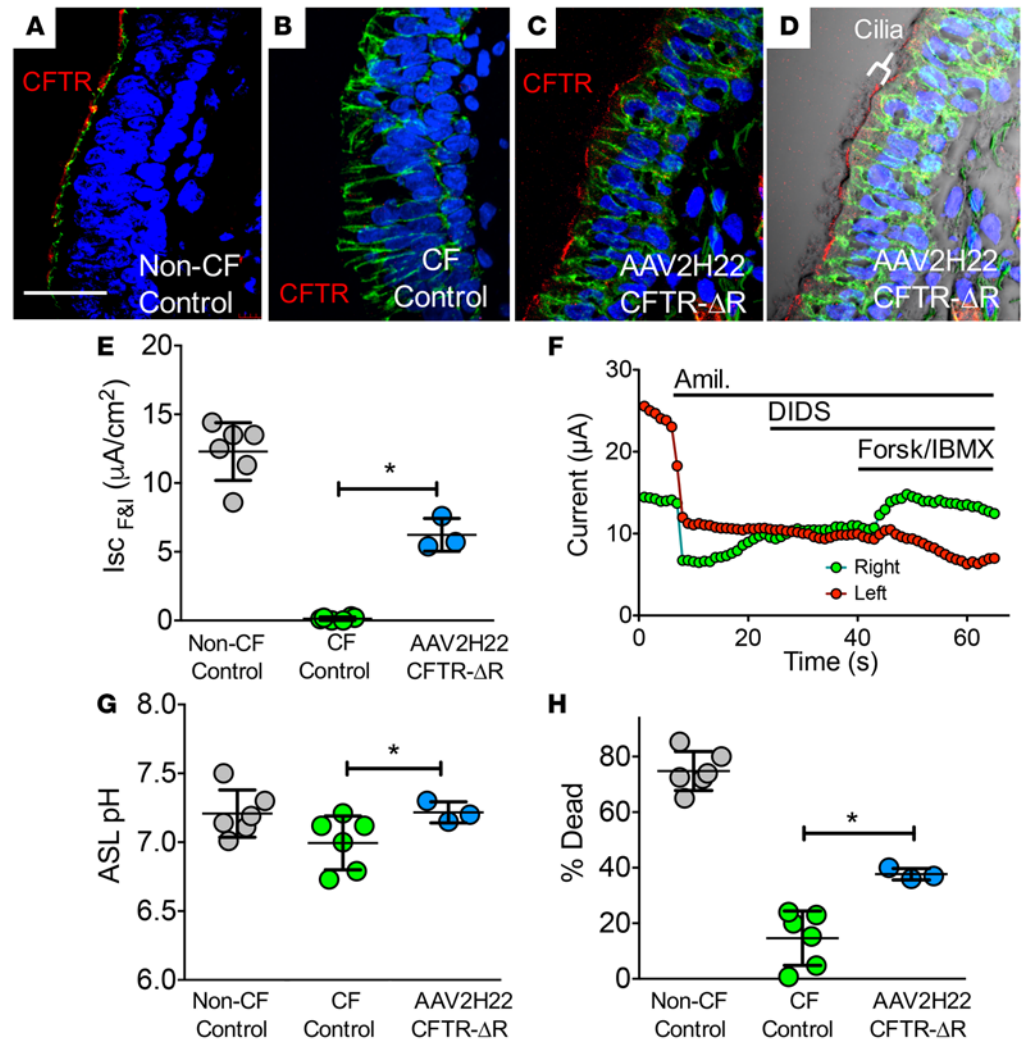 A
CFTR
Non-CF
Control
B
CFTR
CF
Control
C
CFTR
AAV2H22
CFTR-ΔR
D
Cilia
AAV2H22
CFTR-ΔR
E
Isc F&I (μA/cm2)
20
15
10
5
0
*
Non-CF
Control
CF
Control
AAV2H22
CFTR-ΔR
F
Current (μA)
30
20
10
0
Amil.
DIDS
Forsk/IBMX
Right
Left
0 20 40 60
Time (s)
G
ASL pH
8.0
7.5
7.0
6.5
6.0
*
Non-CF
Control
CF
Control
AAV2H22
CFTR-ΔR
H
% Dead
80
60
40
20
0
*
Non-CF
Control
CF
Control
AAV2H22
CFTR-ΔR